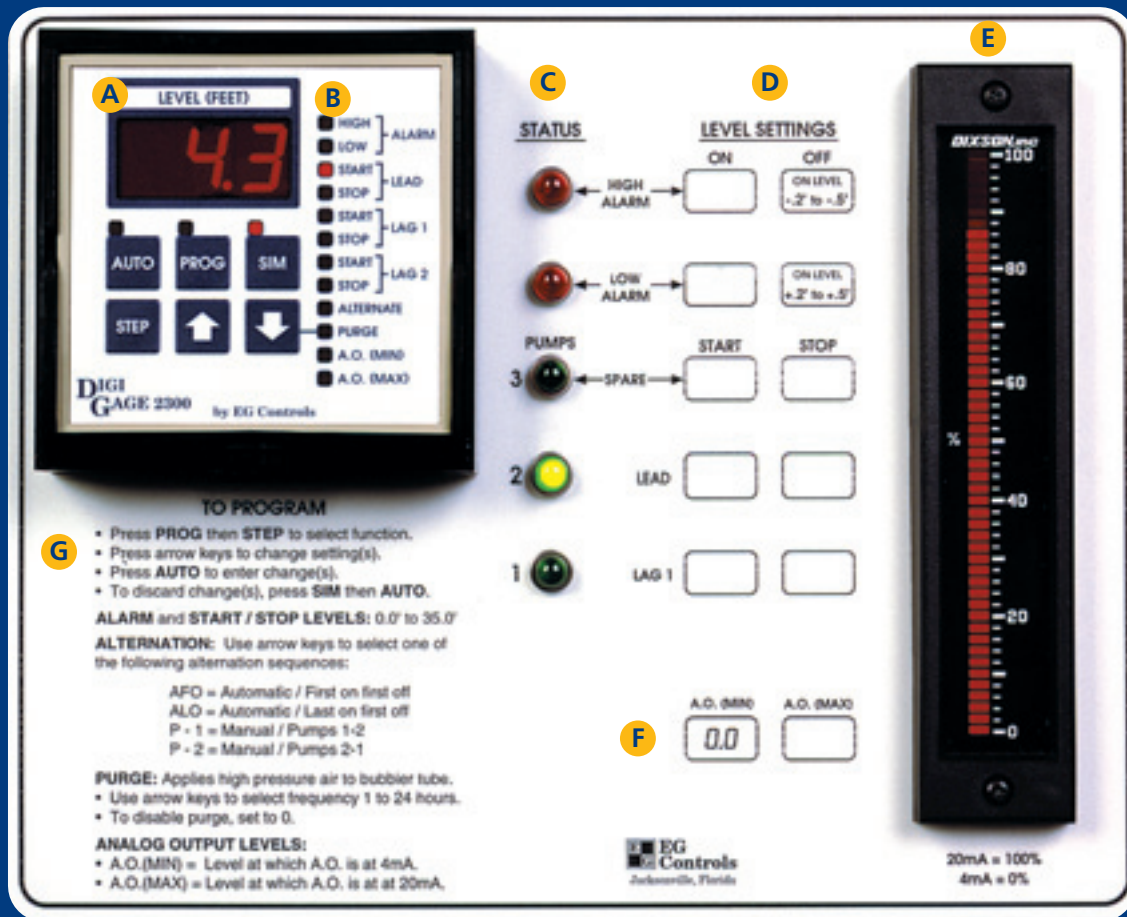 A
LEVEL (FEET)
4.3
AUTO PROG SIM
STEP
DIGI
GAGE 2300 by EG Controls
B
HIGH
LOW
ALARM
START
STOP
LEAD
START
STOP
LAG 1
START
STOP
LAG 2
ALTERNATE
PURGE
A.O. (MIN)
A.O. (MAX)
C
STATUS
D
LEVEL SETTINGS
ON OFF
HIGH
ALARM
ON LEVEL
-.2' to -.5'
LOW
ALARM
ON LEVEL
+.2' to +.5'
PUMPS
START STOP
3 SPARE
2 LEAD
1 LAG 1
F
A.O. (MIN) A.O. (MAX)
0.0
EG
Controls
Jacksonville, Florida
E
DIXSON, INC
100
80
60
%
40
20
0
20mA = 100%
4mA = 0%
G
TO PROGRAM
• Press PROG then STEP to select function.
• Press arrow keys to change setting(s).
• Press AUTO to enter change(s).
• To discard change(s), press SIM then AUTO.
ALARM and START / STOP LEVELS: 0.0' to 35.0'
ALTERNATION: Use arrow keys to select one of
the following alternation sequences:
AFO = Automatic / First on first off
ALO = Automatic / Last on first off
P - 1 = Manual / Pumps 1-2
P - 2 = Manual / Pumps 2-1
PURGE: Applies high pressure air to bubbler tube.
• Use arrow keys to select frequency 1 to 24 hours.
• To disable purge, set to 0.
ANALOG OUTPUT LEVELS:
• A.O.(MIN) = Level at which A.O. is at 4mA.
• A.O.(MAX) = Level at which A.O. is at at 20mA.